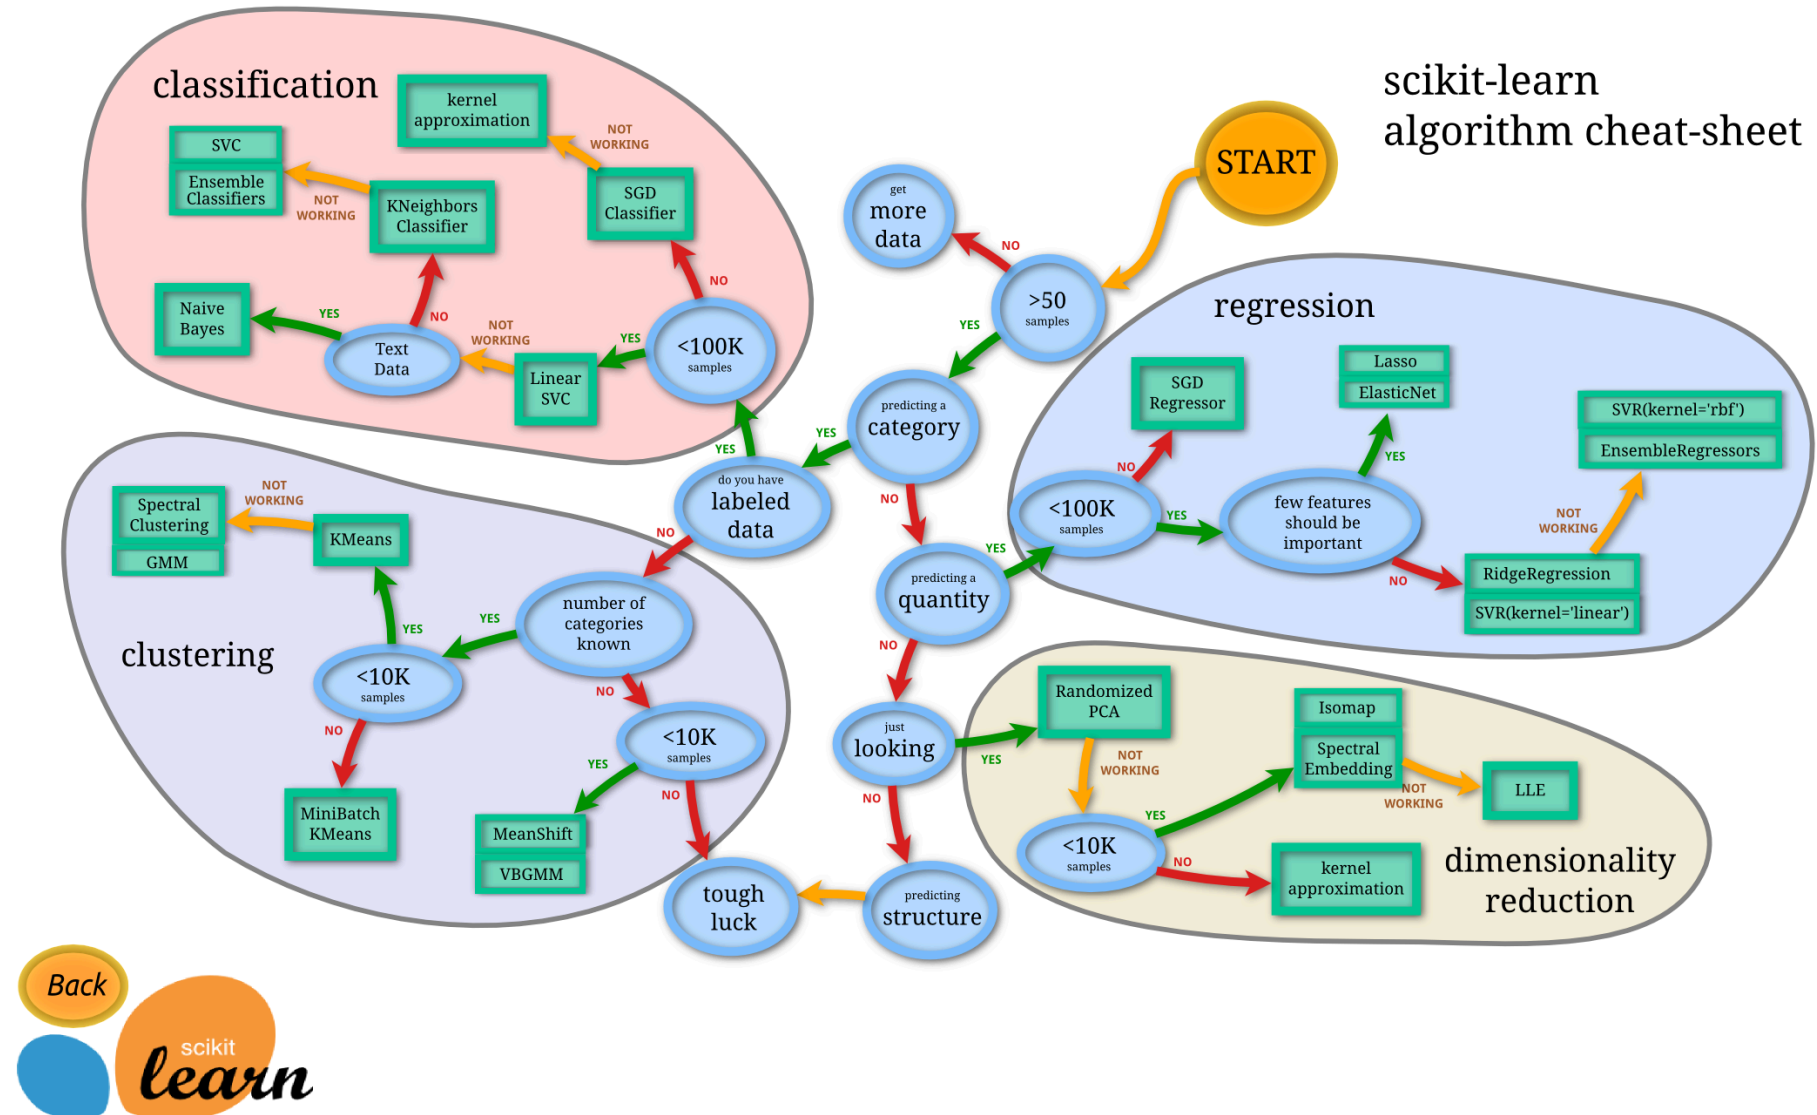 scikit-learn
algorithm cheat-sheet
START
get
more
data
NO
>50
samples
YES
predicting a
category
YES
NO
do you have
labeled
data
YES
NO
predicting a
quantity
YES
NO
just
looking
YES
NO
predicting
structure
tough
luck
classification
kernel
approximation
NOT
WORKING
SVC
Ensemble
Classifiers
NOT
WORKING
KNeighbors
Classifier
SGD
Classifier
NO
Naive
Bayes
YES
NO
Text
Data
NOT
WORKING
Linear
SVC
YES
<100K
samples
regression
SGD
Regressor
NO
<100K
samples
YES
Lasso
ElasticNet
YES
few features
should be
important
NO
SVR(kernel='rbf')
EnsembleRegressors
NOT
WORKING
RidgeRegression
SVR(kernel='linear')
clustering
Spectral
Clustering
GMM
NOT
WORKING
KMeans
YES
<10K
samples
YES
number of
categories
known
NO
NO
MiniBatch
KMeans
<10K
samples
YES
NO
MeanShift
VBGMM
dimensionality
reduction
Randomized
PCA
NOT
WORKING
<10K
samples
YES
NO
Isomap
Spectral
Embedding
NOT
WORKING
LLE
kernel
approximation
Back
scikit
learn